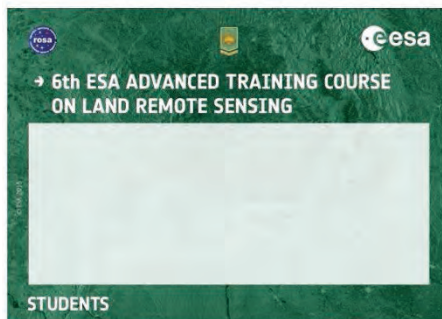 rosa
esa
→ 6th ESA ADVANCED TRAINING COURSE
ON LAND REMOTE SENSING
STUDENTS